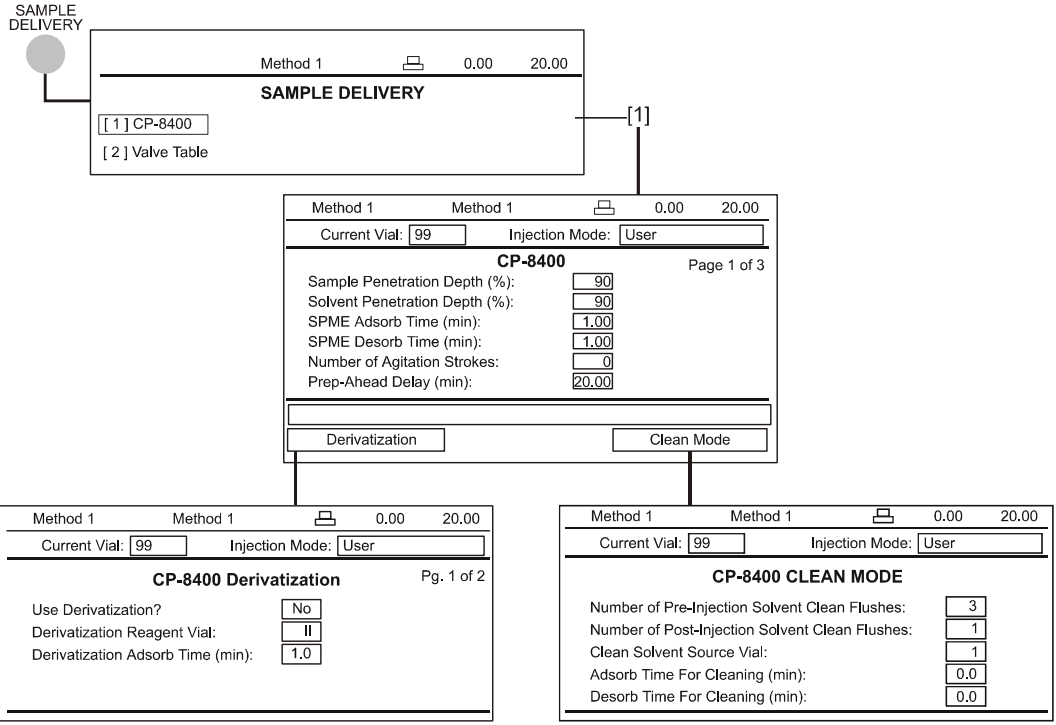 SAMPLE
DELIVERY
Method 1 0.00 20.00
SAMPLE DELIVERY
[ 1 ] CP-8400
[ 2 ] Valve Table
[1]
Method 1 Method 1 0.00 20.00
Current Vial: 99 Injection Mode: User
CP-8400 Page 1 of 3
Sample Penetration Depth (%): 90
Solvent Penetration Depth (%): 90
SPME Adsorb Time (min): 1.00
SPME Desorb Time (min): 1.00
Number of Agitation Strokes: 0
Prep-Ahead Delay (min): 20.00
Derivatization Clean Mode
Method 1 Method 1 0.00 20.00
Current Vial: 99 Injection Mode: User
CP-8400 Derivatization Pg. 1 of 2
Use Derivatization? No
Derivatization Reagent Vial: II
Derivatization Adsorb Time (min): 1.0
Method 1 Method 1 0.00 20.00
Current Vial: 99 Injection Mode: User
CP-8400 CLEAN MODE
Number of Pre-Injection Solvent Clean Flushes: 3
Number of Post-Injection Solvent Clean Flushes: 1
Clean Solvent Source Vial: 1
Adsorb Time For Cleaning (min): 0.0
Desorb Time For Cleaning (min): 0.0